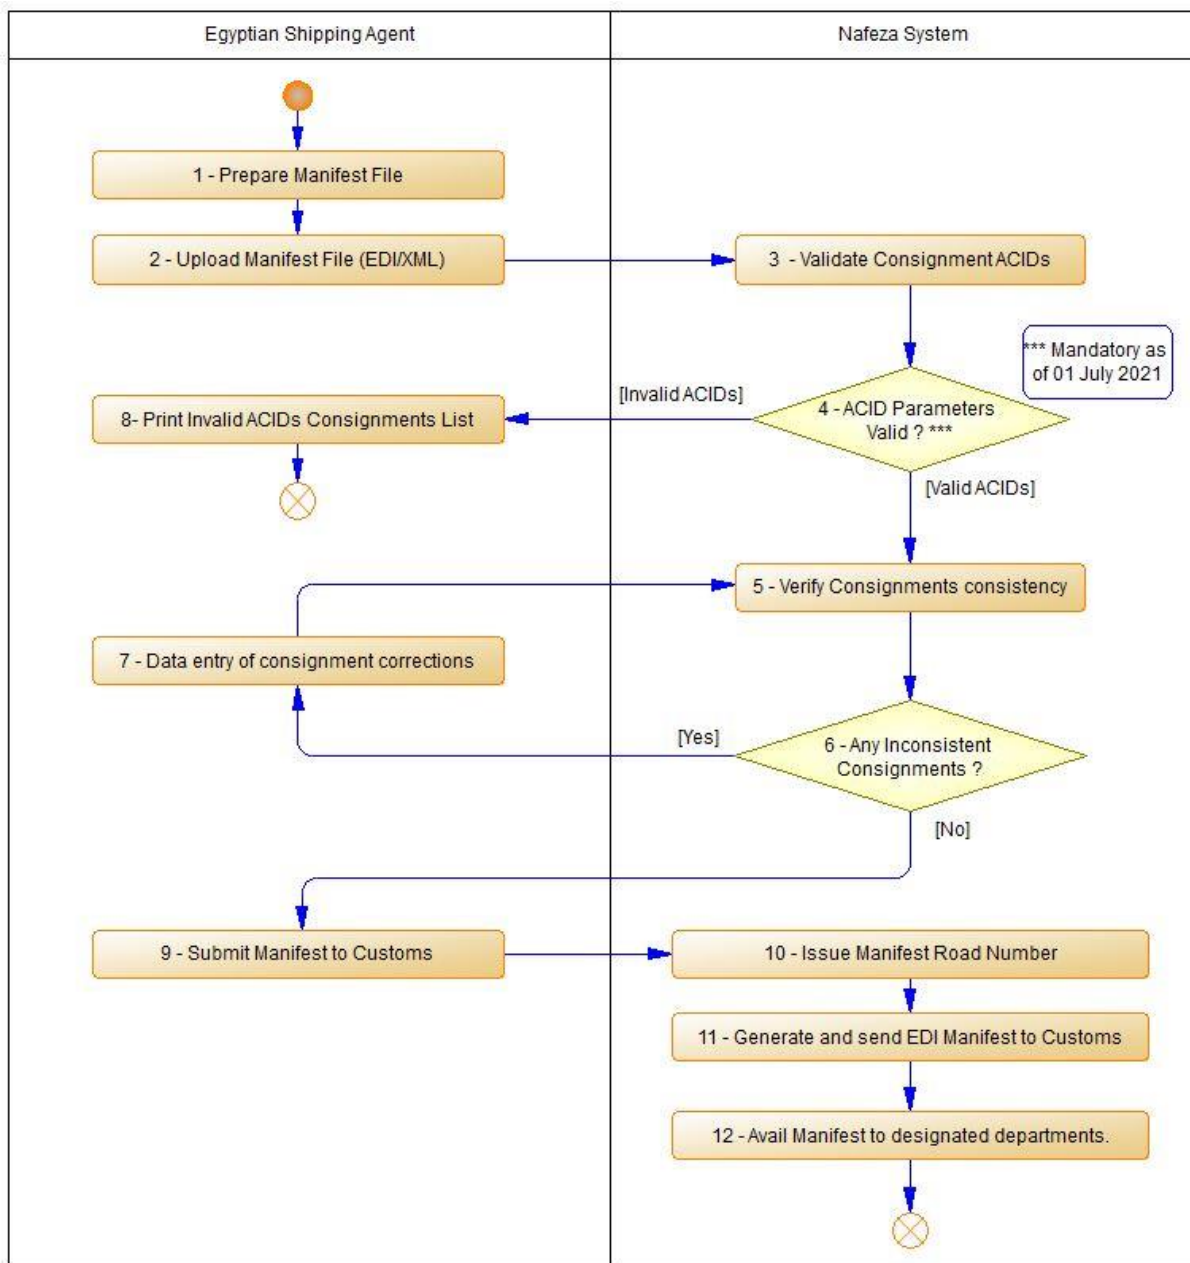 Egyptian Shipping Agent
Nafeza System
1 - Prepare Manifest File
2 - Upload Manifest File (EDI/XML)
3 - Validate Consignment ACIDs
*** Mandatory as
of 01 July 2021
[Invalid ACIDs]
8- Print Invalid ACIDs Consignments List
4 - ACID Parameters
Valid ? ***
[Valid ACIDs]
5 - Verify Consignments consistency
7 - Data entry of consignment corrections
[Yes]
6 - Any Inconsistent
Consignments ?
[No]
9 - Submit Manifest to Customs
10 - Issue Manifest Road Number
11 - Generate and send EDI Manifest to Customs
12 - Avail Manifest to designated departments.